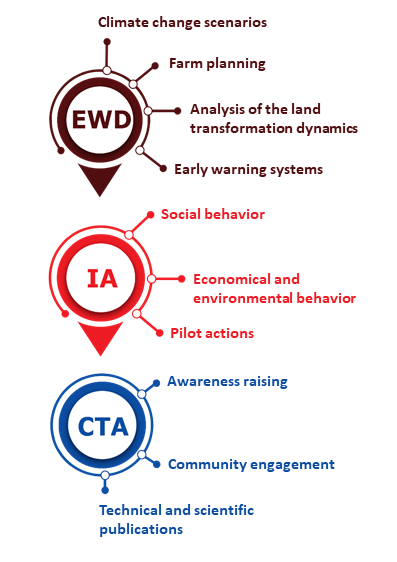 Climate change scenarios
Farm planning
EWD
Analysis of the land
transformation dynamics
Early warning systems
Social behavior
IA
Economical and
environmental behavior
Pilot actions
Awareness raising
CTA
Community engagement
Technical and scientific
publications